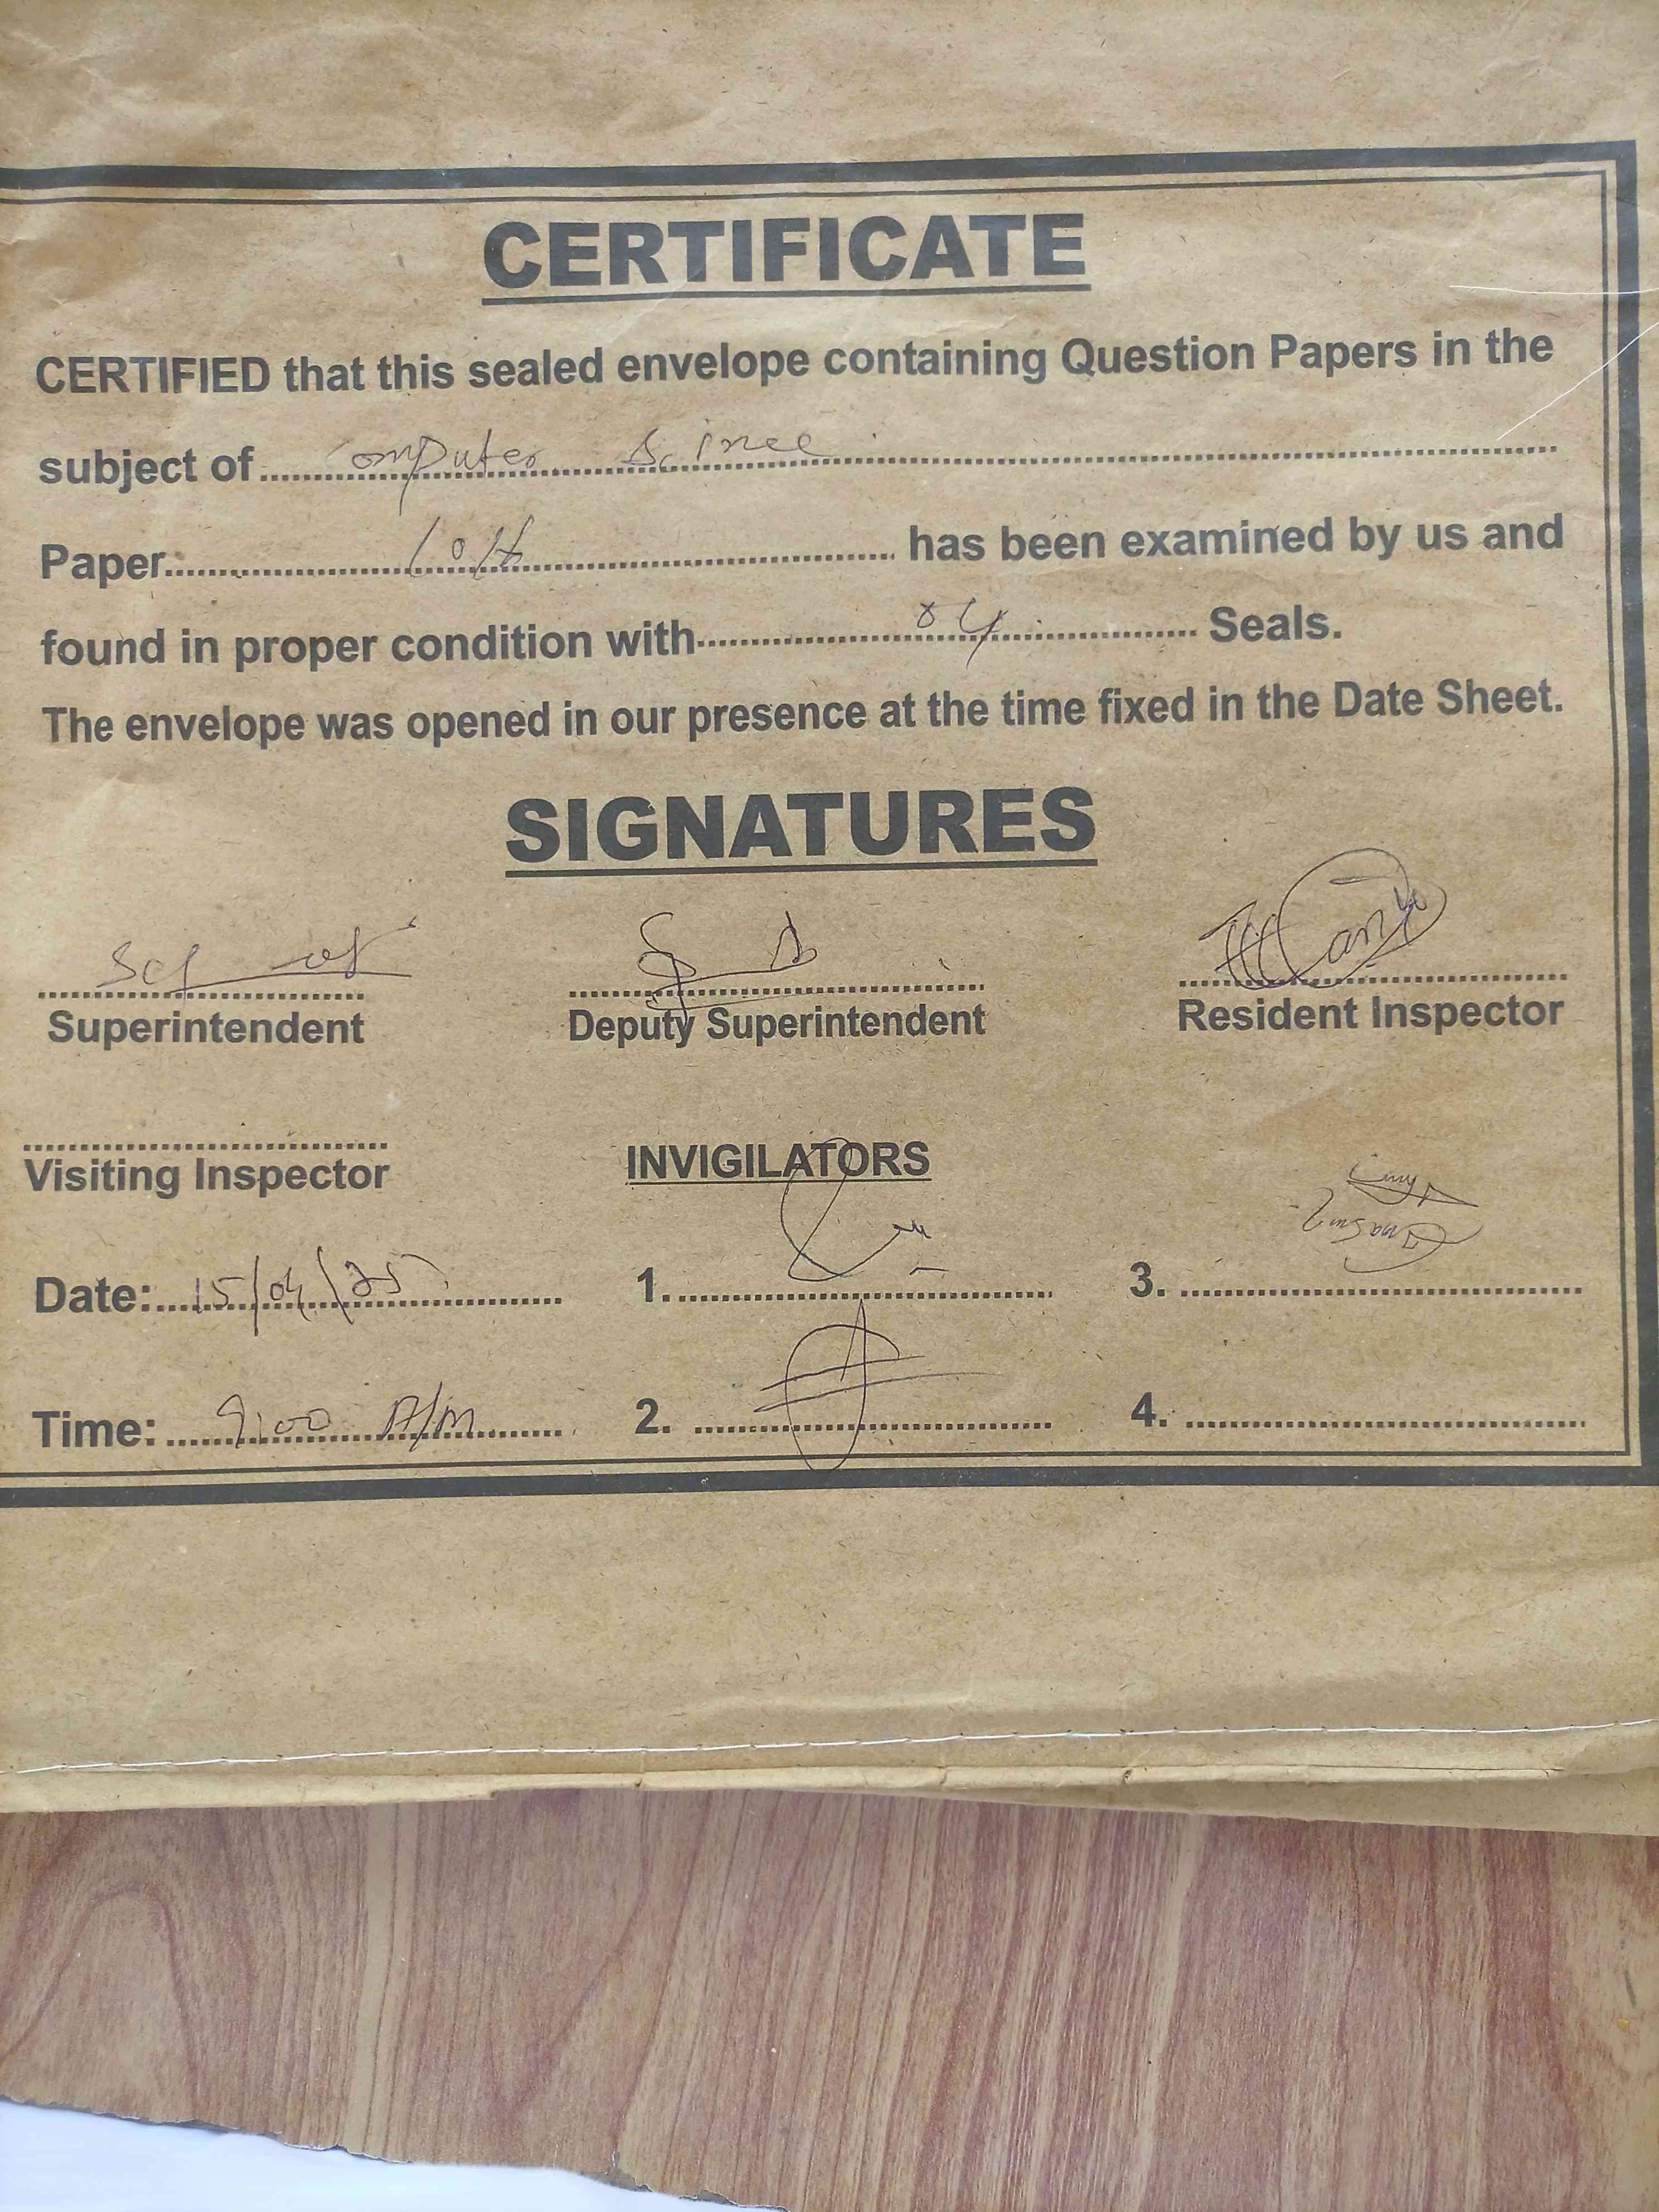 CERTIFICATE
CERTIFIED that this sealed envelope containing Question Papers in the
subject of Computer Scince
Paper 10th has been examined by us and
found in proper condition with 04 Seals.
The envelope was opened in our presence at the time fixed in the Date Sheet.
SIGNATURES
Superintendent Deputy Superintendent Resident Inspector
Visiting Inspector INVIGILATORS
Date: 15/04/25 1. 3.
Time: 9:00 A/m 2. 4.